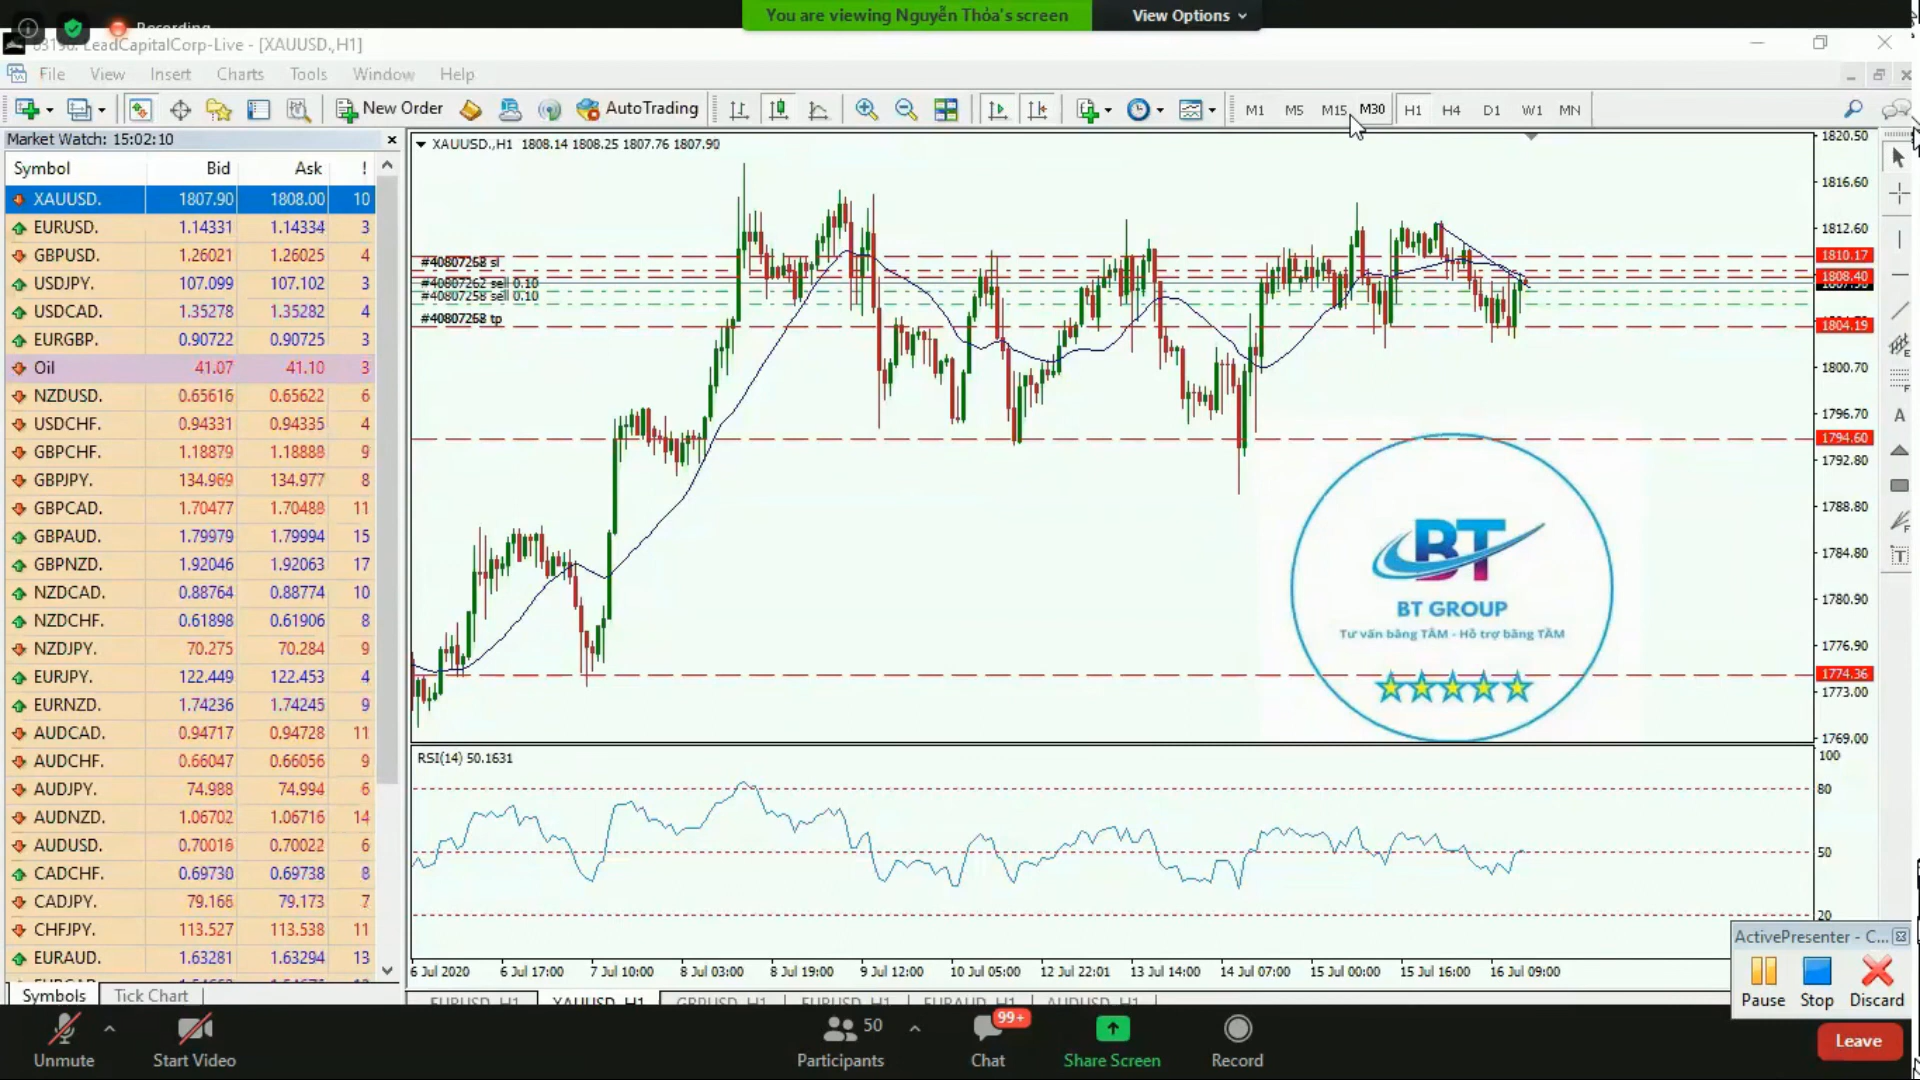 You are viewing Nguyễn Thỏa's screen
View Options
Recording
LeadCapitalCorp-Live - [XAUUSD.,H1]
File View Insert Charts Tools Window Help
New Order AutoTrading M1 M5 M15 M30 H1 H4 D1 W1 MN
Market Watch: 15:02:10
Symbol Bid Ask !
XAUUSD. 1807.90 1808.00 10
EURUSD. 1.14331 1.14334 3
GBPUSD. 1.26021 1.26025 4
USDJPY. 107.099 107.102 3
USDCAD. 1.35278 1.35282 4
EURGBP. 0.90722 0.90725 3
Oil 41.07 41.10 3
NZDUSD. 0.65616 0.65622 6
USDCHF. 0.94331 0.94335 4
GBPCHF. 1.18879 1.18888 9
GBPJPY. 134.969 134.977 8
GBPCAD. 1.70477 1.70488 11
GBPAUD. 1.79979 1.79994 15
GBPNZD. 1.92046 1.92063 17
NZDCAD. 0.88764 0.88774 10
NZDCHF. 0.61898 0.61906 8
NZDJPY. 70.275 70.284 9
EURJPY. 122.449 122.453 4
EURNZD. 1.74236 1.74245 9
AUDCAD. 0.94717 0.94728 11
AUDCHF. 0.66047 0.66056 9
AUDJPY. 74.988 74.994 6
AUDNZD. 1.06702 1.06716 14
AUDUSD. 0.70016 0.70022 6
CADCHF. 0.69730 0.69738 8
CADJPY. 79.166 79.173 7
CHFJPY. 113.527 113.538 11
EURAUD. 1.63281 1.63294 13
Symbols Tick Chart
XAUUSD.,H1 1808.14 1808.25 1807.76 1807.90
#40807268 sl
#40807262 sell 0.10
#40807258 sell 0.10
#40807258 tp
1820.50
1816.60
1812.60
1810.17
1808.40
1804.19
1800.70
1796.70
1794.60
1792.80
1788.80
1784.80
1780.90
1776.90
1774.36
1773.00
1769.00
BT
BT GROUP
Tư vấn bằng TÂM - Hỗ trợ bằng TẦM
RSI(14) 50.1631
100
80
50
20
6 Jul 2020 6 Jul 17:00 7 Jul 10:00 8 Jul 03:00 8 Jul 19:00 9 Jul 12:00 10 Jul 05:00 12 Jul 22:01 13 Jul 14:00 14 Jul 07:00 15 Jul 00:00 15 Jul 16:00 16 Jul 09:00
EURUSD.,H1 XAUUSD.,H1 GBPUSD.,H1 EURUSD.,H1 EURAUD.,H1 AUDUSD.,H1
ActivePresenter - C...
Pause Stop Discard
Unmute Start Video
Participants 50
Chat 99+
Share Screen
Record
Leave